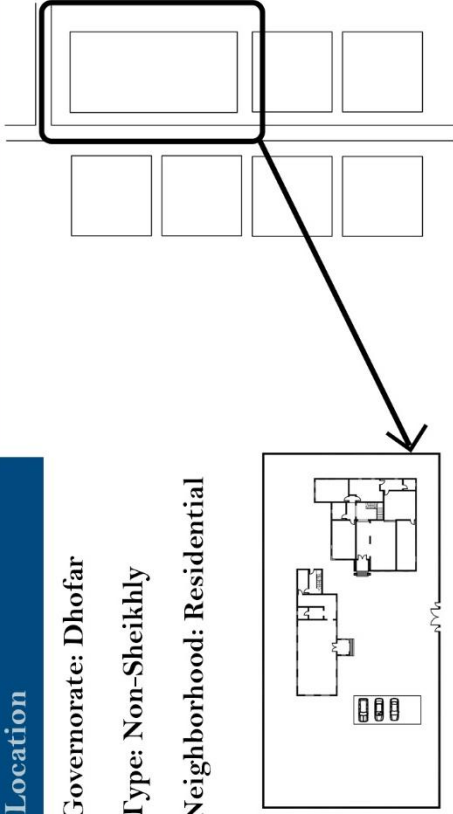 Location
Governorate: Dhofar
Type: Non-Sheikhly
Neighborhood: Residential